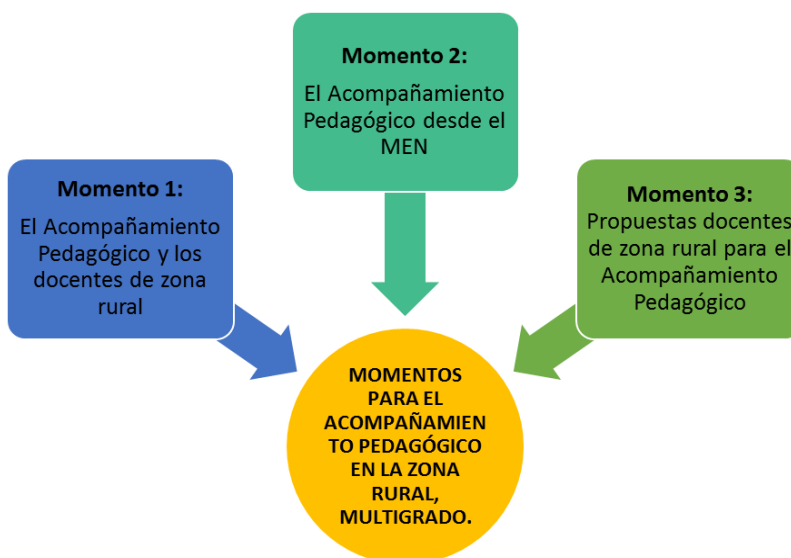 Momento 1:
El Acompañamiento
Pedagógico y los
docentes de zona
rural
Momento 2:
El Acompañamiento
Pedagógico desde el
MEN
Momento 3:
Propuestas docentes
de zona rural para el
Acompañamiento
Pedagógico
MOMENTOS
PARA EL
ACOMPAÑAMIEN
TO PEDAGÓGICO
EN LA ZONA
RURAL,
MULTIGRADO.